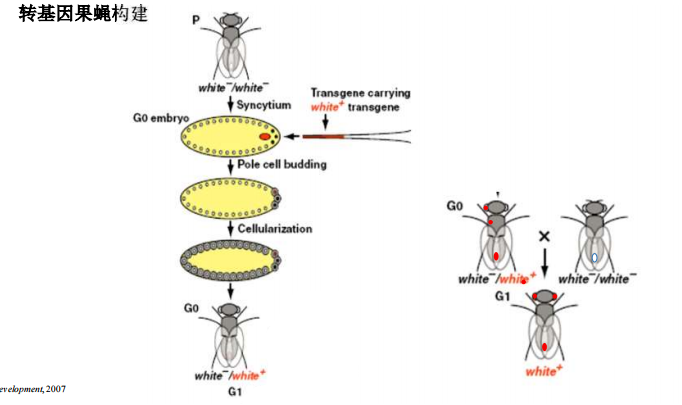 转基因果蝇构建
P
white⁻/white⁻
Syncytium
Transgene carrying
white⁺ transgene
G0 embryo
Pole cell budding
Cellularization
G0
white⁻/white⁺
G1
G0
×
white⁻/white⁺
white⁻/white⁻
G1
white⁺
evelopment, 2007